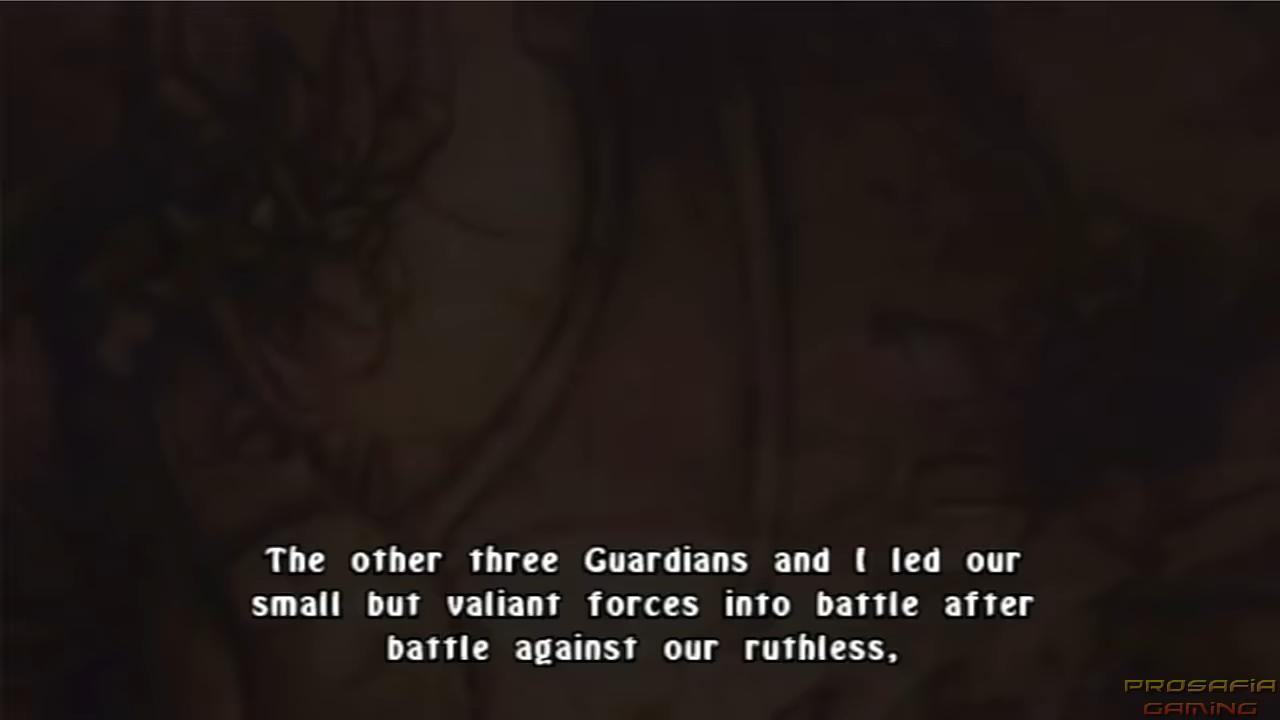 The other three Guardians and I led our
small but valiant forces into battle after
battle against our ruthless,
PROSAFiA
GAMiNG